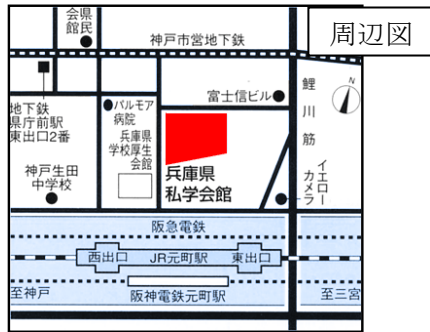 周辺図
県民
会館
神戸市営地下鉄
富士信ビル
鯉川筋
N
地下鉄
県庁前駅
東出口2番
パルモア
病院
兵庫県
学校厚生
会館
兵庫県
私学会館
イエロー
カメラ
神戸生田
中学校
阪急電鉄
西出口
JR元町駅
東出口
至神戸
阪神電鉄元町駅
至三宮